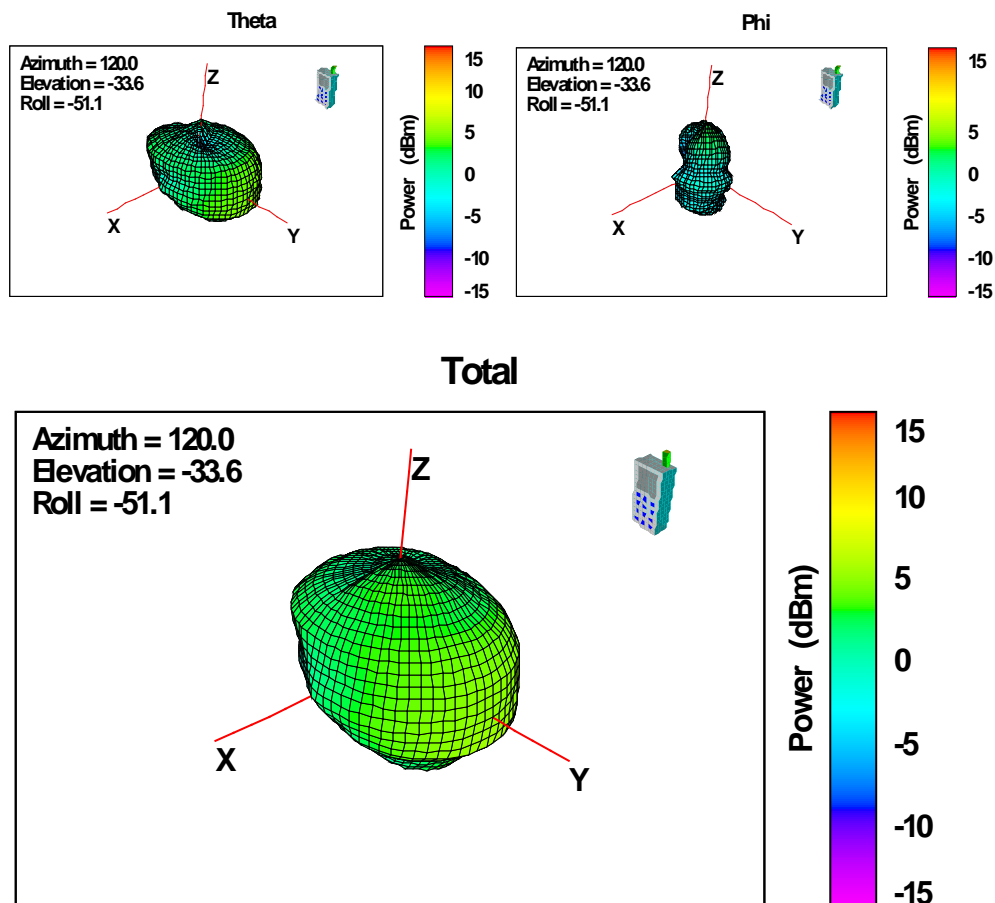 Theta
Azimuth = 120.0
Elevation = -33.6
Roll = -51.1
Z
X
Y
Power (dBm)
15
10
5
0
-5
-10
-15
Phi
Azimuth = 120.0
Elevation = -33.6
Roll = -51.1
Z
X
Y
Power (dBm)
15
10
5
0
-5
-10
-15
Total
Azimuth = 120.0
Elevation = -33.6
Roll = -51.1
Z
X
Y
Power (dBm)
15
10
5
0
-5
-10
-15